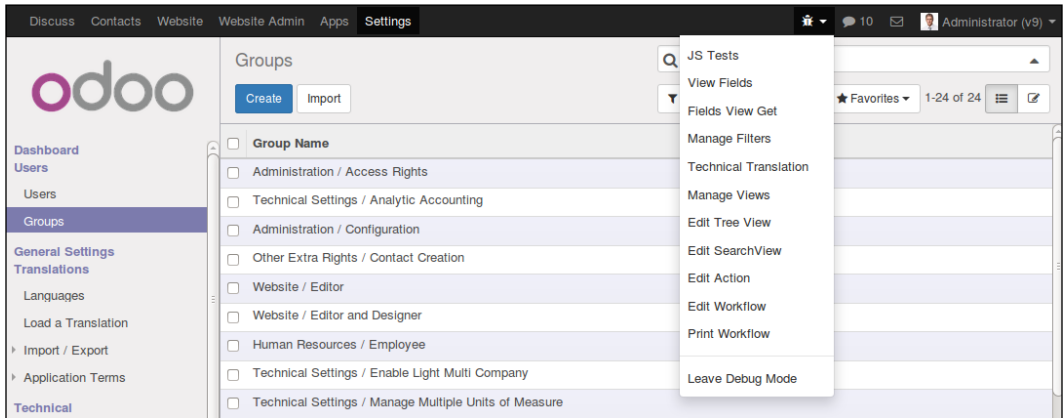 Discuss Contacts Website Website Admin Apps Settings 10 Administrator (v9)
odoo
Dashboard
Users
Users
Groups
General Settings
Translations
Languages
Load a Translation
Import / Export
Application Terms
Technical
Groups
Create Import
Favorites 1-24 of 24
Group Name
Administration / Access Rights
Technical Settings / Analytic Accounting
Administration / Configuration
Other Extra Rights / Contact Creation
Website / Editor
Website / Editor and Designer
Human Resources / Employee
Technical Settings / Enable Light Multi Company
Technical Settings / Manage Multiple Units of Measure
JS Tests
View Fields
Fields View Get
Manage Filters
Technical Translation
Manage Views
Edit Tree View
Edit SearchView
Edit Action
Edit Workflow
Print Workflow
Leave Debug Mode